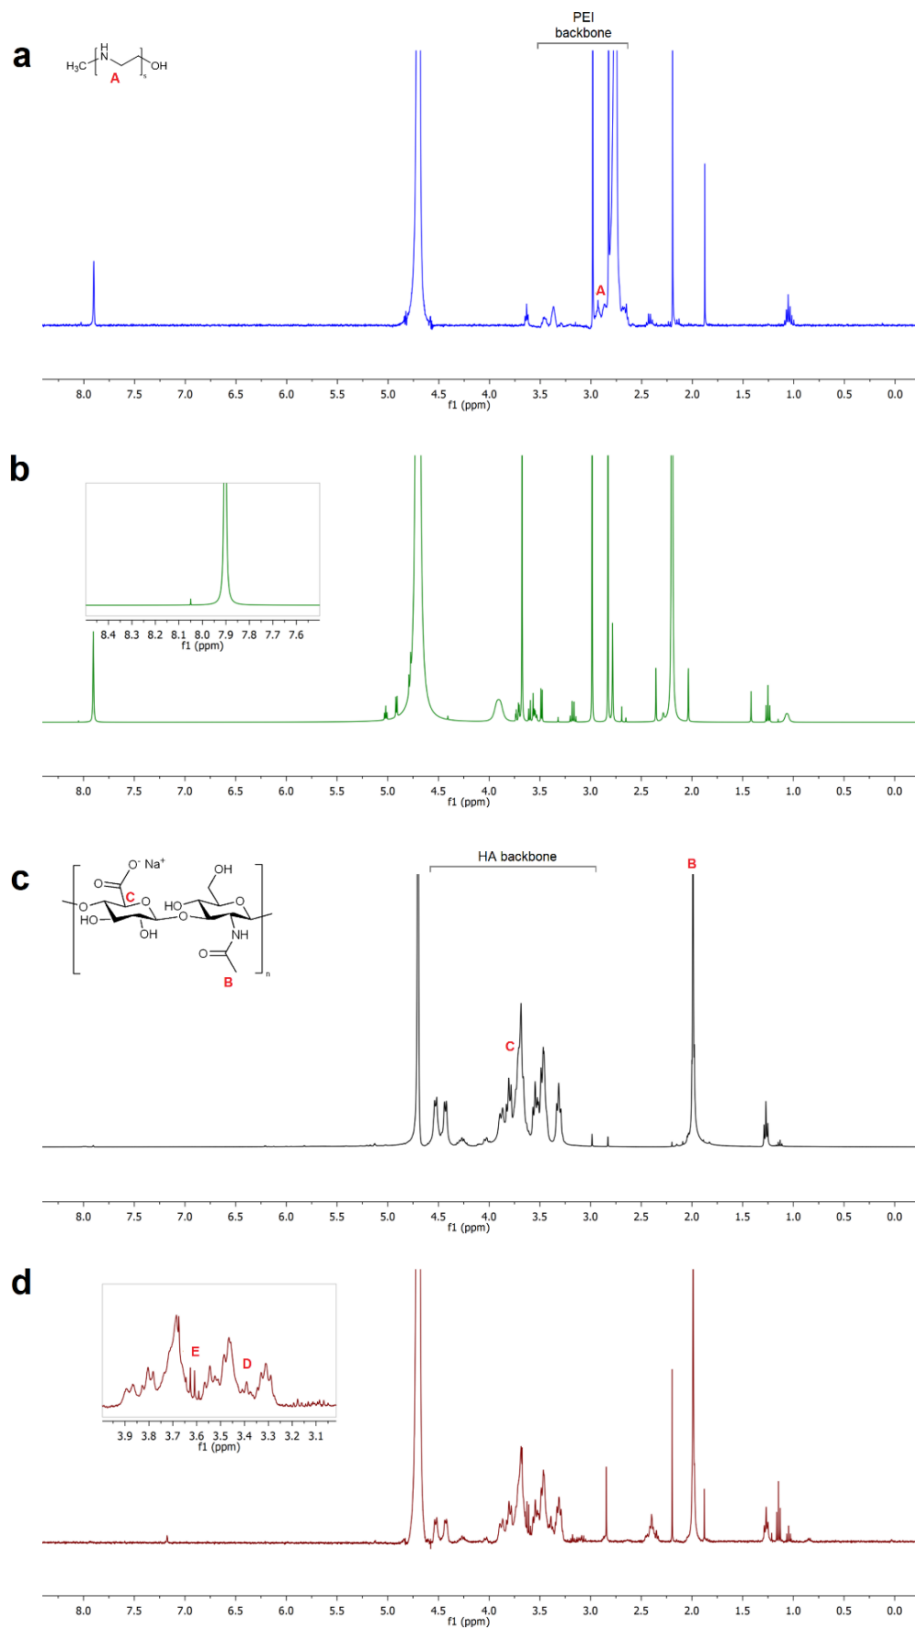 a
PEI
backbone
H
H₃C N OH
A s
A
8.0 7.5 7.0 6.5 6.0 5.5 5.0 4.5 4.0 3.5 3.0 2.5 2.0 1.5 1.0 0.5 0.0
f1 (ppm)
b
8.4 8.3 8.2 8.1 8.0 7.9 7.8 7.7 7.6
f1 (ppm)
8.0 7.5 7.0 6.5 6.0 5.5 5.0 4.5 4.0 3.5 3.0 2.5 2.0 1.5 1.0 0.5 0.0
f1 (ppm)
c
HA backbone
B
O⁻ Na⁺
OH
O
C O HO O
O O
HO OH NH
O
n
B
C
8.0 7.5 7.0 6.5 6.0 5.5 5.0 4.5 4.0 3.5 3.0 2.5 2.0 1.5 1.0 0.5 0.0
f1 (ppm)
d
E
D
3.9 3.8 3.7 3.6 3.5 3.4 3.3 3.2 3.1
f1 (ppm)
8.0 7.5 7.0 6.5 6.0 5.5 5.0 4.5 4.0 3.5 3.0 2.5 2.0 1.5 1.0 0.5 0.0
f1 (ppm)